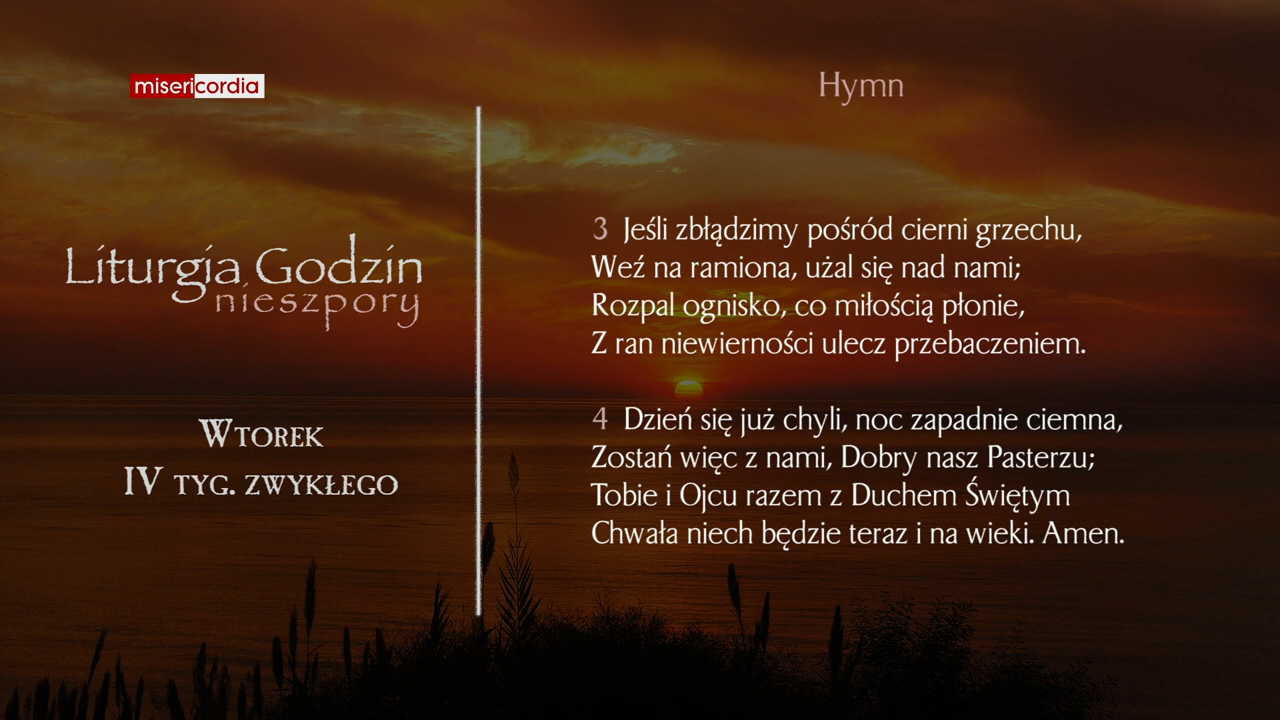 misericordia
Liturgia Godzin
nieszpory
Wtorek
IV tyg. zwykłego
Hymn
3 Jeśli zbłądzimy pośród cierni grzechu,
Weź na ramiona, użal się nad nami;
Rozpal ognisko, co miłością płonie,
Z ran niewierności ulecz przebaczeniem.
4 Dzień się już chyli, noc zapadnie ciemna,
Zostań więc z nami, Dobry nasz Pasterzu;
Tobie i Ojcu razem z Duchem Świętym
Chwała niech będzie teraz i na wieki. Amen.